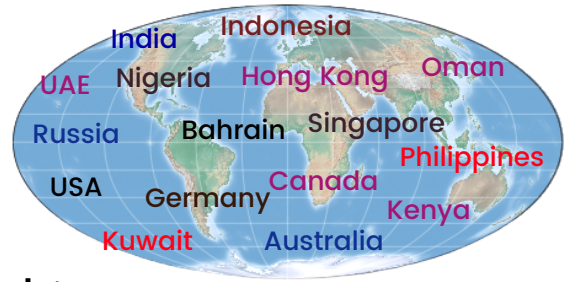 Indonesia
India
Hong Kong
Oman
UAE
Nigeria
Singapore
Russia
Bahrain
Philippines
USA
Canada
Germany
Kenya
Kuwait
Australia